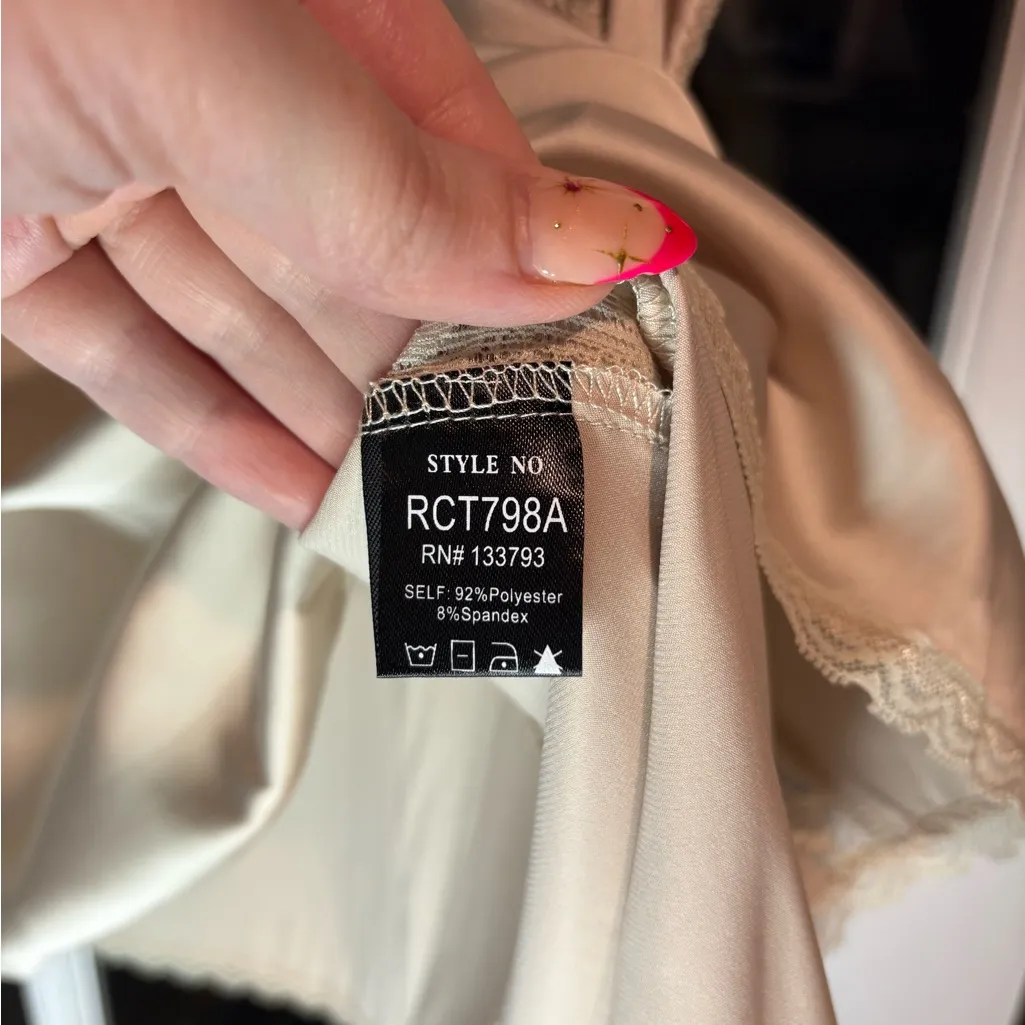 STYLE NO
RCT798A
RN# 133793
SELF: 92%Polyester
8%Spandex